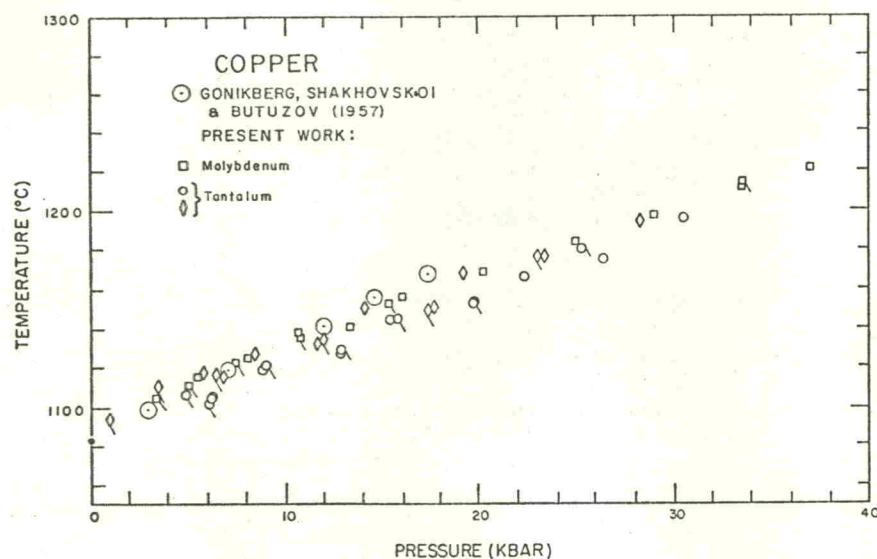 1300
1200
1100
TEMPERATURE (°C)
COPPER
GONIKBERG, SHAKHOVSKOI
a BUTUZOV (1957)
PRESENT WORK:
Molybdenum
Tantalum
0
10
20
30
40
PRESSURE (KBAR)